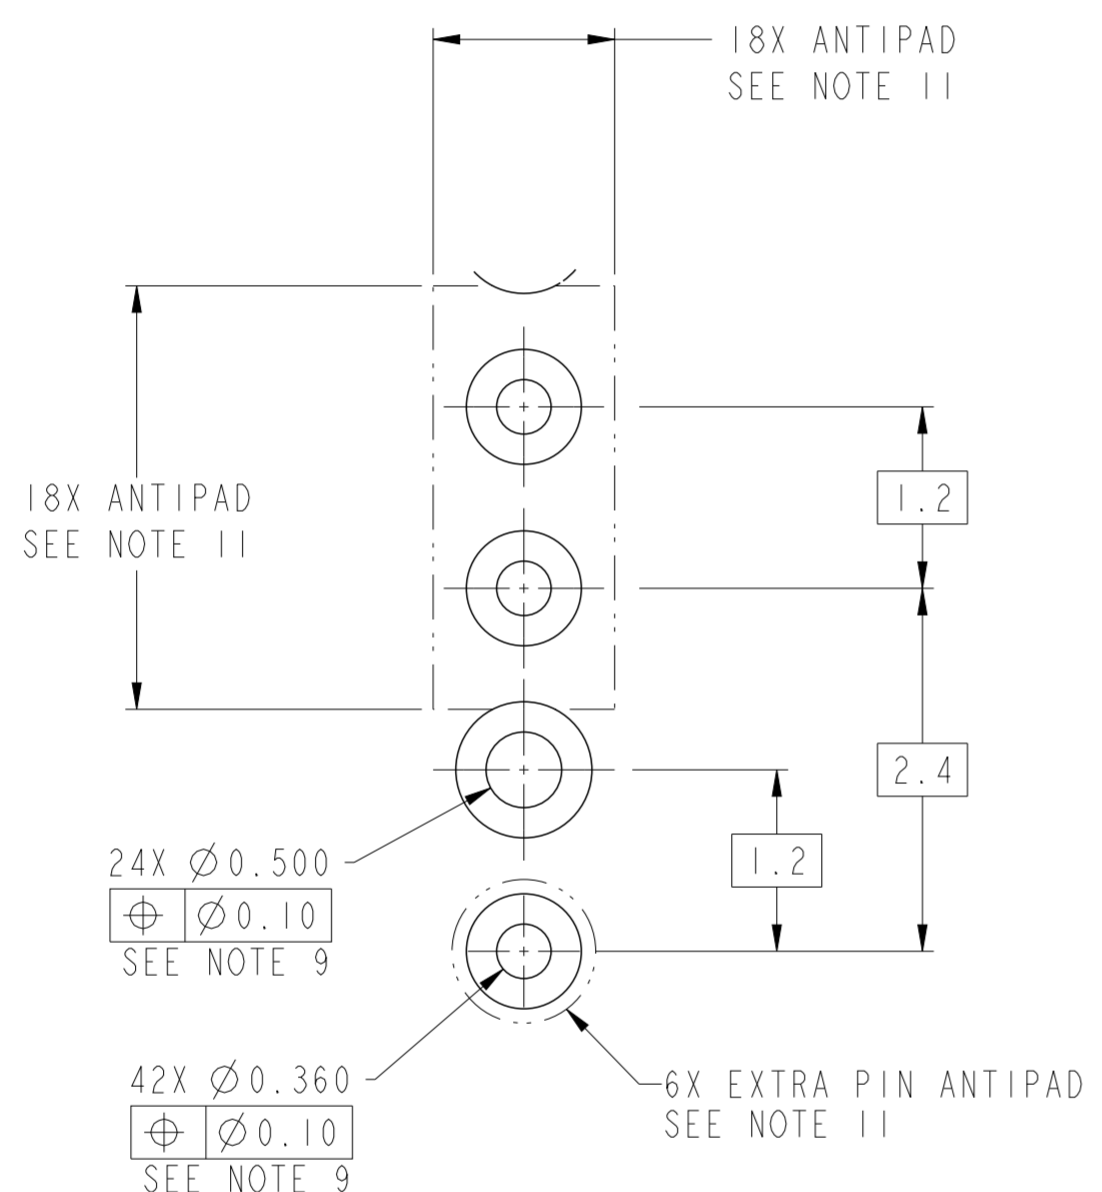 18X ANTIPAD
SEE NOTE 11
18X ANTIPAD
SEE NOTE 11
1.2
2.4
1.2
24X Ø0.500
⌖ Ø0.10
SEE NOTE 9
42X Ø0.360
⌖ Ø0.10
SEE NOTE 9
6X EXTRA PIN ANTIPAD
SEE NOTE 11